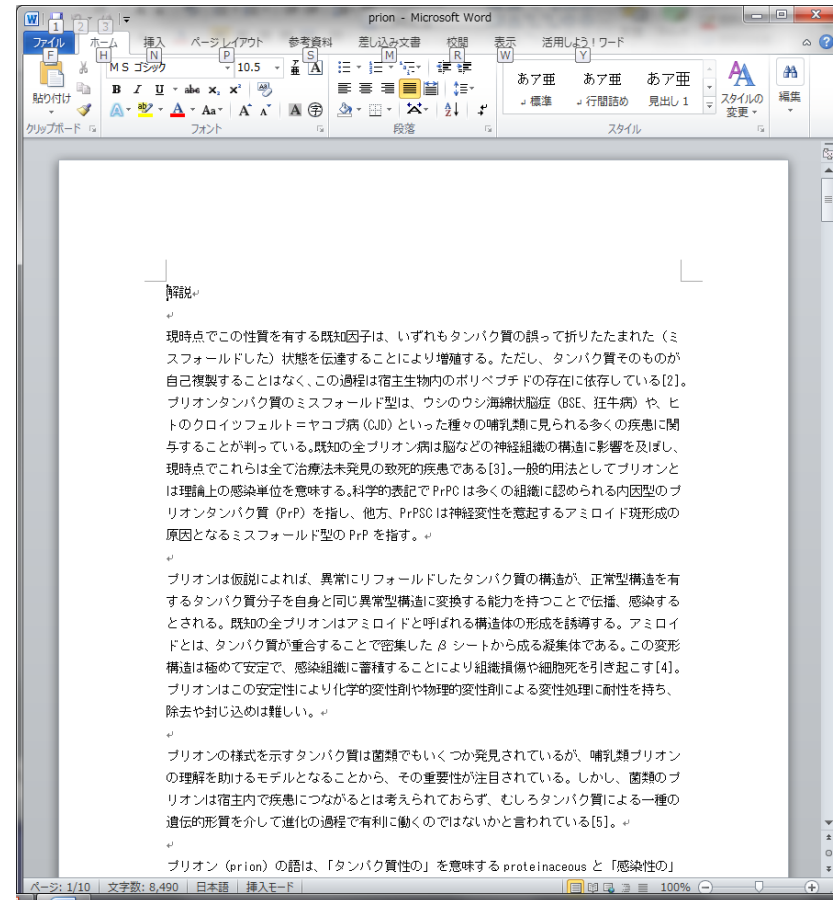 W 1 2 3 prion - Microsoft Word
ファイル ホーム 挿入 ページ レイアウト 参考資料 差し込み文書 校閲 表示 活用しよう!ワード
F H N P S M R W Y
ＭＳ ゴシック 10.5
貼り付け B I U abc x₂ x² Aa A A A 字
あア亜 あア亜 あア亜
標準 行間詰め 見出し 1 スタイルの変更 編集
クリップボード フォント 段落 スタイル
解説
現時点でこの性質を有する既知因子は、いずれもタンパク質の誤って折りたたまれた（ミ
スフォールドした）状態を伝達することにより増殖する。ただし、タンパク質そのものが
自己複製することはなく、この過程は宿主生物内のポリペプチドの存在に依存している[2]。
プリオンタンパク質のミスフォールド型は、ウシのウシ海綿状脳症（BSE、狂牛病）や、ヒ
トのクロイツフェルト＝ヤコブ病（CJD）といった種々の哺乳類に見られる多くの疾患に関
与することが判っている。既知の全プリオン病は脳などの神経組織の構造に影響を及ぼし、
現時点でこれらは全て治療法未発見の致死的疾患である[3]。一般的用法としてプリオンと
は理論上の感染単位を意味する。科学的表記で PrPC は多くの組織に認められる内因型のプ
リオンタンパク質（PrP）を指し、他方、PrPSC は神経変性を惹起するアミロイド斑形成の
原因となるミスフォールド型の PrP を指す。
プリオンは仮説によれば、異常にリフォールドしたタンパク質の構造が、正常型構造を有
するタンパク質分子を自身と同じ異常型構造に変換する能力を持つことで伝播、感染する
とされる。既知の全プリオンはアミロイドと呼ばれる構造体の形成を誘導する。アミロイ
ドとは、タンパク質が重合することで密集した β シートから成る凝集体である。この変形
構造は極めて安定で、感染組織に蓄積することにより組織損傷や細胞死を引き起こす[4]。
プリオンはこの安定性により化学的変性剤や物理的変性剤による変性処理に耐性を持ち、
除去や封じ込めは難しい。
プリオンの様式を示すタンパク質は菌類でもいくつか発見されているが、哺乳類プリオン
の理解を助けるモデルとなることから、その重要性が注目されている。しかし、菌類のプ
リオンは宿主内で疾患につながるとは考えられておらず、むしろタンパク質による一種の
遺伝的形質を介して進化の過程で有利に働くのではないかと言われている[5]。
プリオン（prion）の語は、「タンパク質性の」を意味する proteinaceous と「感染性の」
ページ: 1/10 文字数: 8,490 日本語 挿入モード 100%